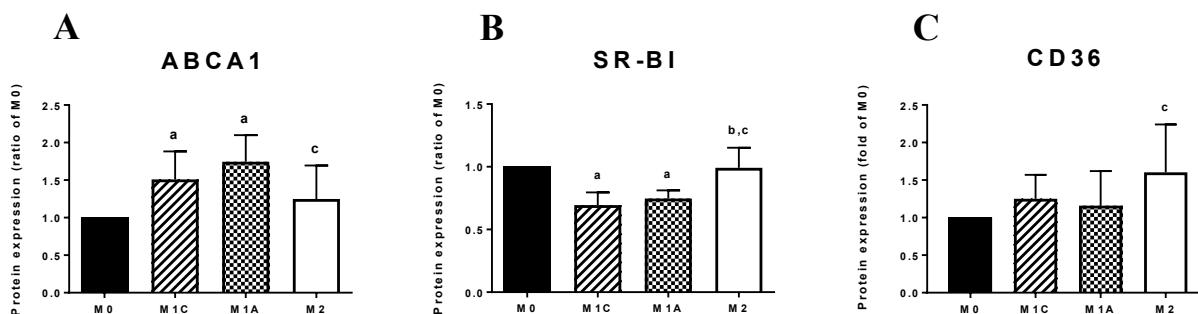 A
ABCA1
Protein expression (ratio of M0)
2.5
2.0
1.5
1.0
0.5
0.0
a
a
c
M0 M1C M1A M2
B
SR-BI
Protein expression (ratio of M0)
1.5
1.0
0.5
0.0
a
a
b,c
M0 M1C M1A M2
C
CD36
Protein expression (fold of M0)
2.5
2.0
1.5
1.0
0.5
0.0
c
M0 M1C M1A M2